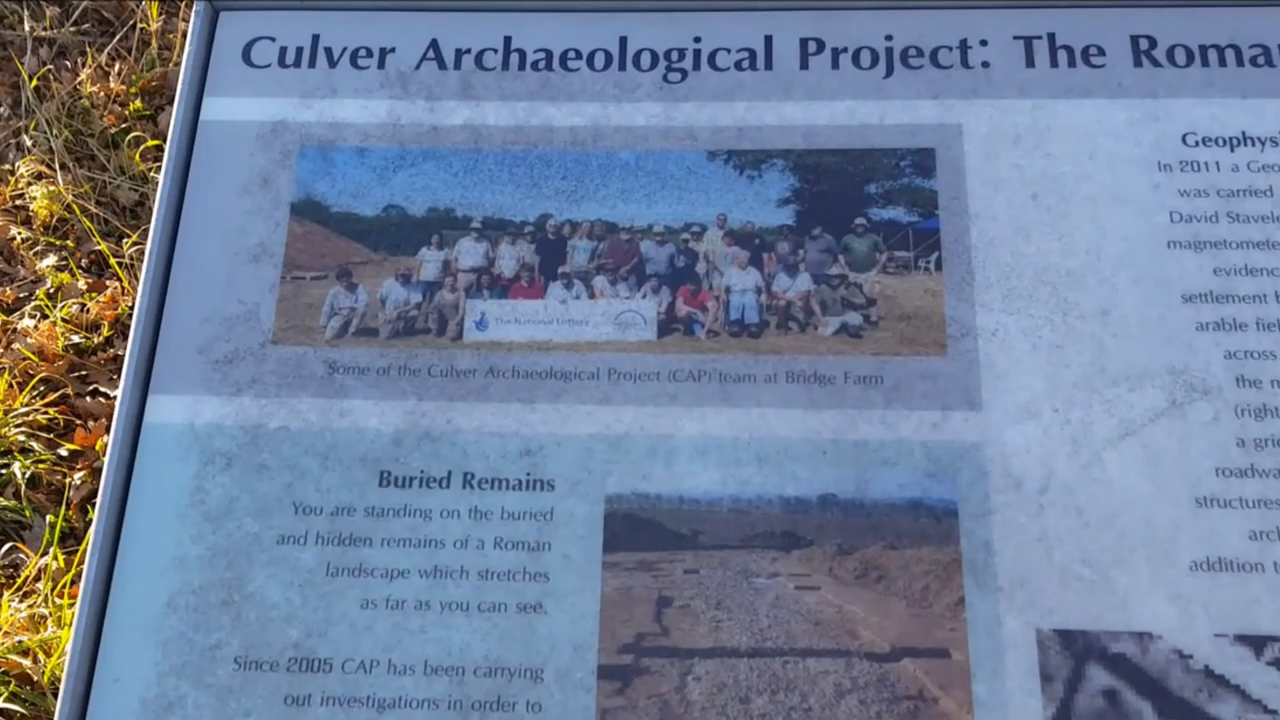 Culver Archaeological Project: The Roma
The National Lottery
Some of the Culver Archaeological Project (CAP) team at Bridge Farm
Buried Remains
You are standing on the buried
and hidden remains of a Roman
landscape which stretches
as far as you can see.
Since 2005 CAP has been carrying
out investigations in order to
Geophys
In 2011 a Geo
was carried
David Stavel
magnetomete
evidenc
settlement
arable fiel
across
the
(right
a gri
roadwa
structures
arc
addition